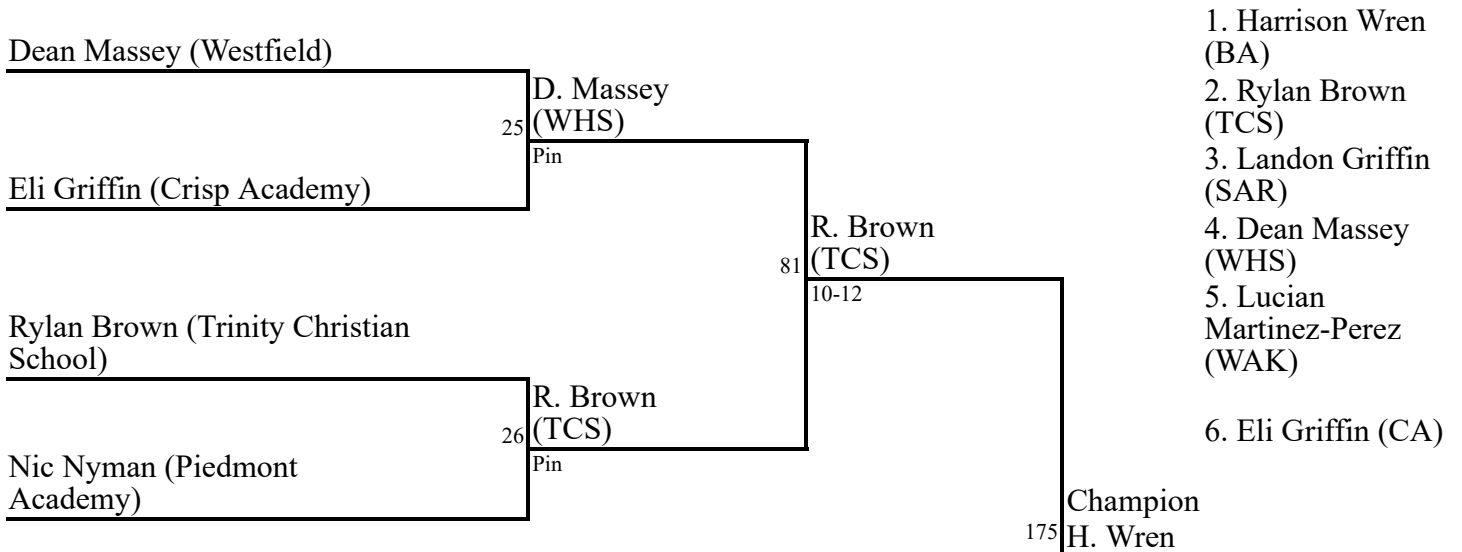 Dean Massey (Westfield)
25
D. Massey
(WHS)
Pin
Eli Griffin (Crisp Academy)
81
R. Brown
(TCS)
10-12
Rylan Brown (Trinity Christian
School)
26
R. Brown
(TCS)
Pin
Nic Nyman (Piedmont
Academy)
175
Champion
H. Wren
1. Harrison Wren
(BA)
2. Rylan Brown
(TCS)
3. Landon Griffin
(SAR)
4. Dean Massey
(WHS)
5. Lucian
Martinez-Perez
(WAK)
6. Eli Griffin (CA)